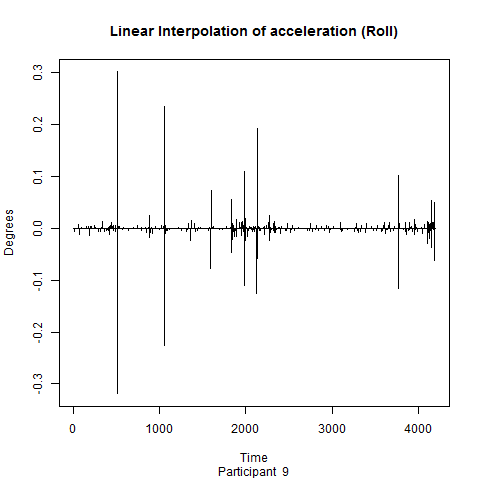 Linear Interpolation of acceleration (Roll)
Degrees
0.3
0.2
0.1
0.0
-0.1
-0.2
-0.3
0 1000 2000 3000 4000
Time
Participant 9